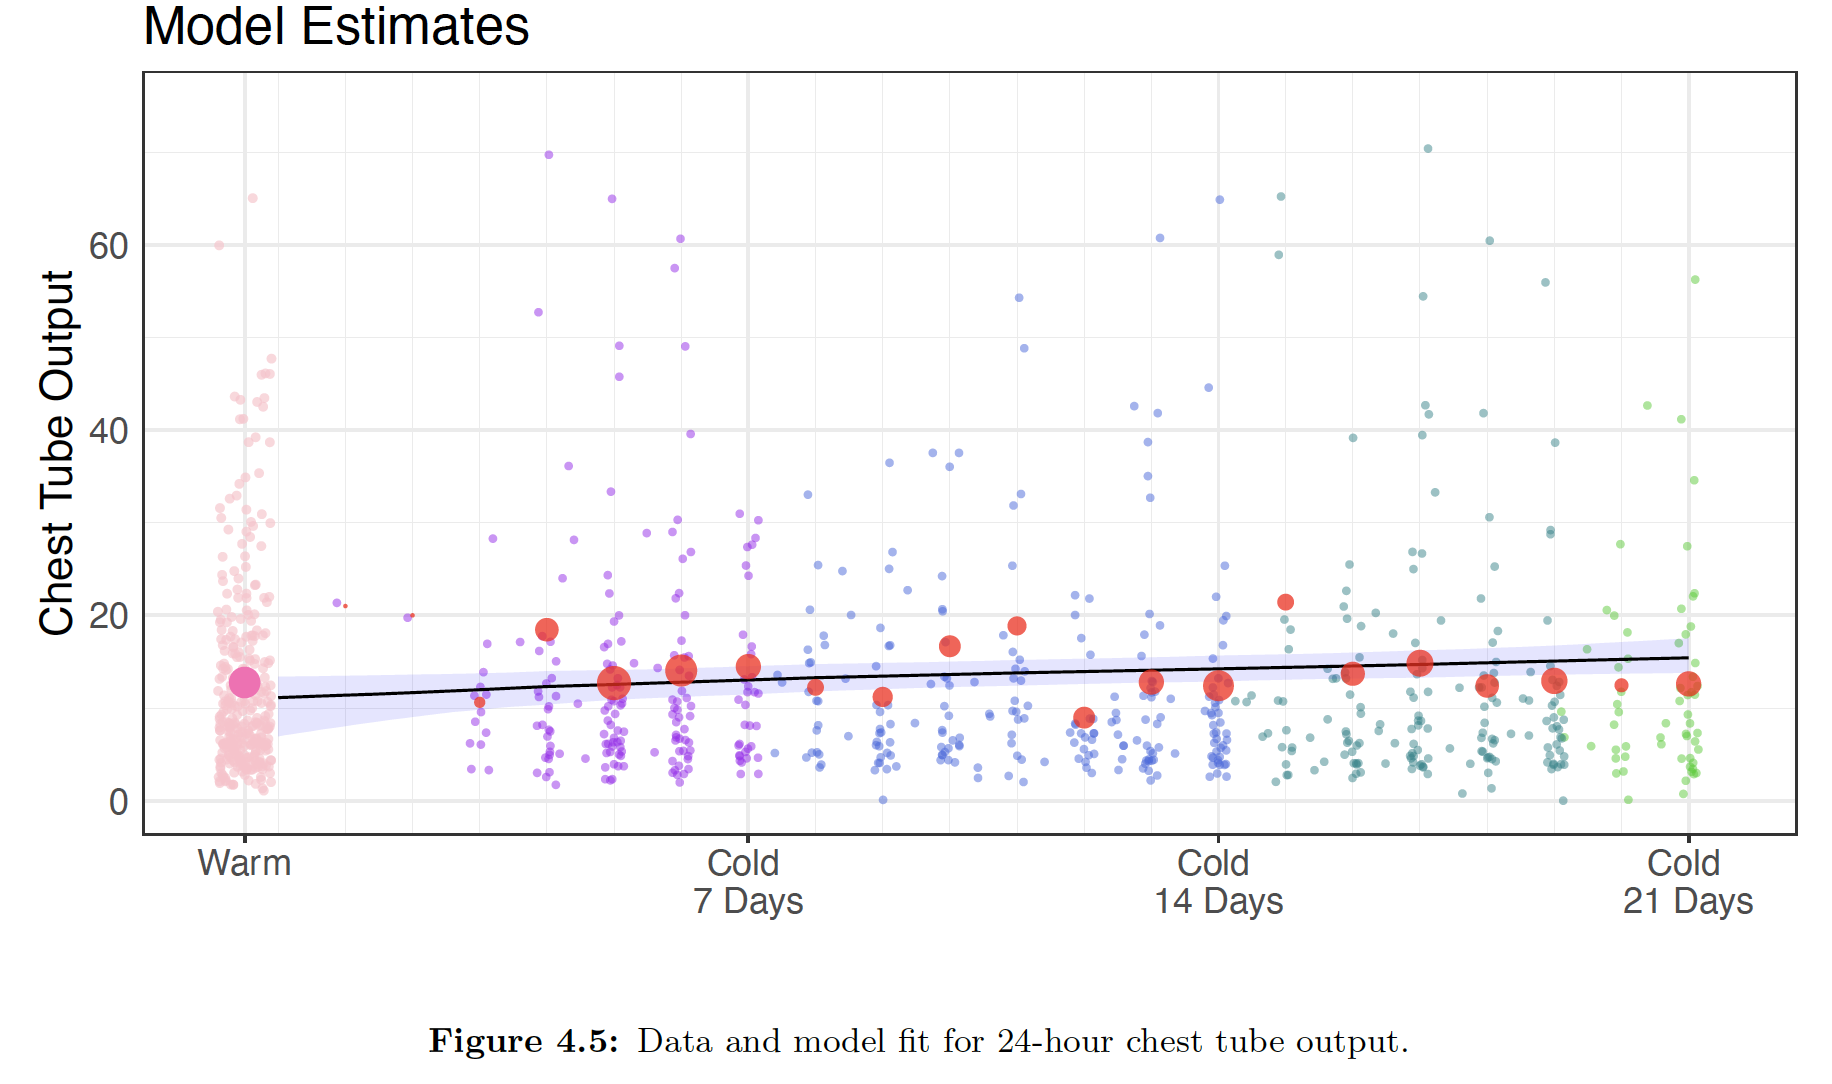 Model Estimates
Chest Tube Output
60
40
20
0
Warm
Cold
7 Days
Cold
14 Days
Cold
21 Days
Figure 4.5: Data and model fit for 24-hour chest tube output.